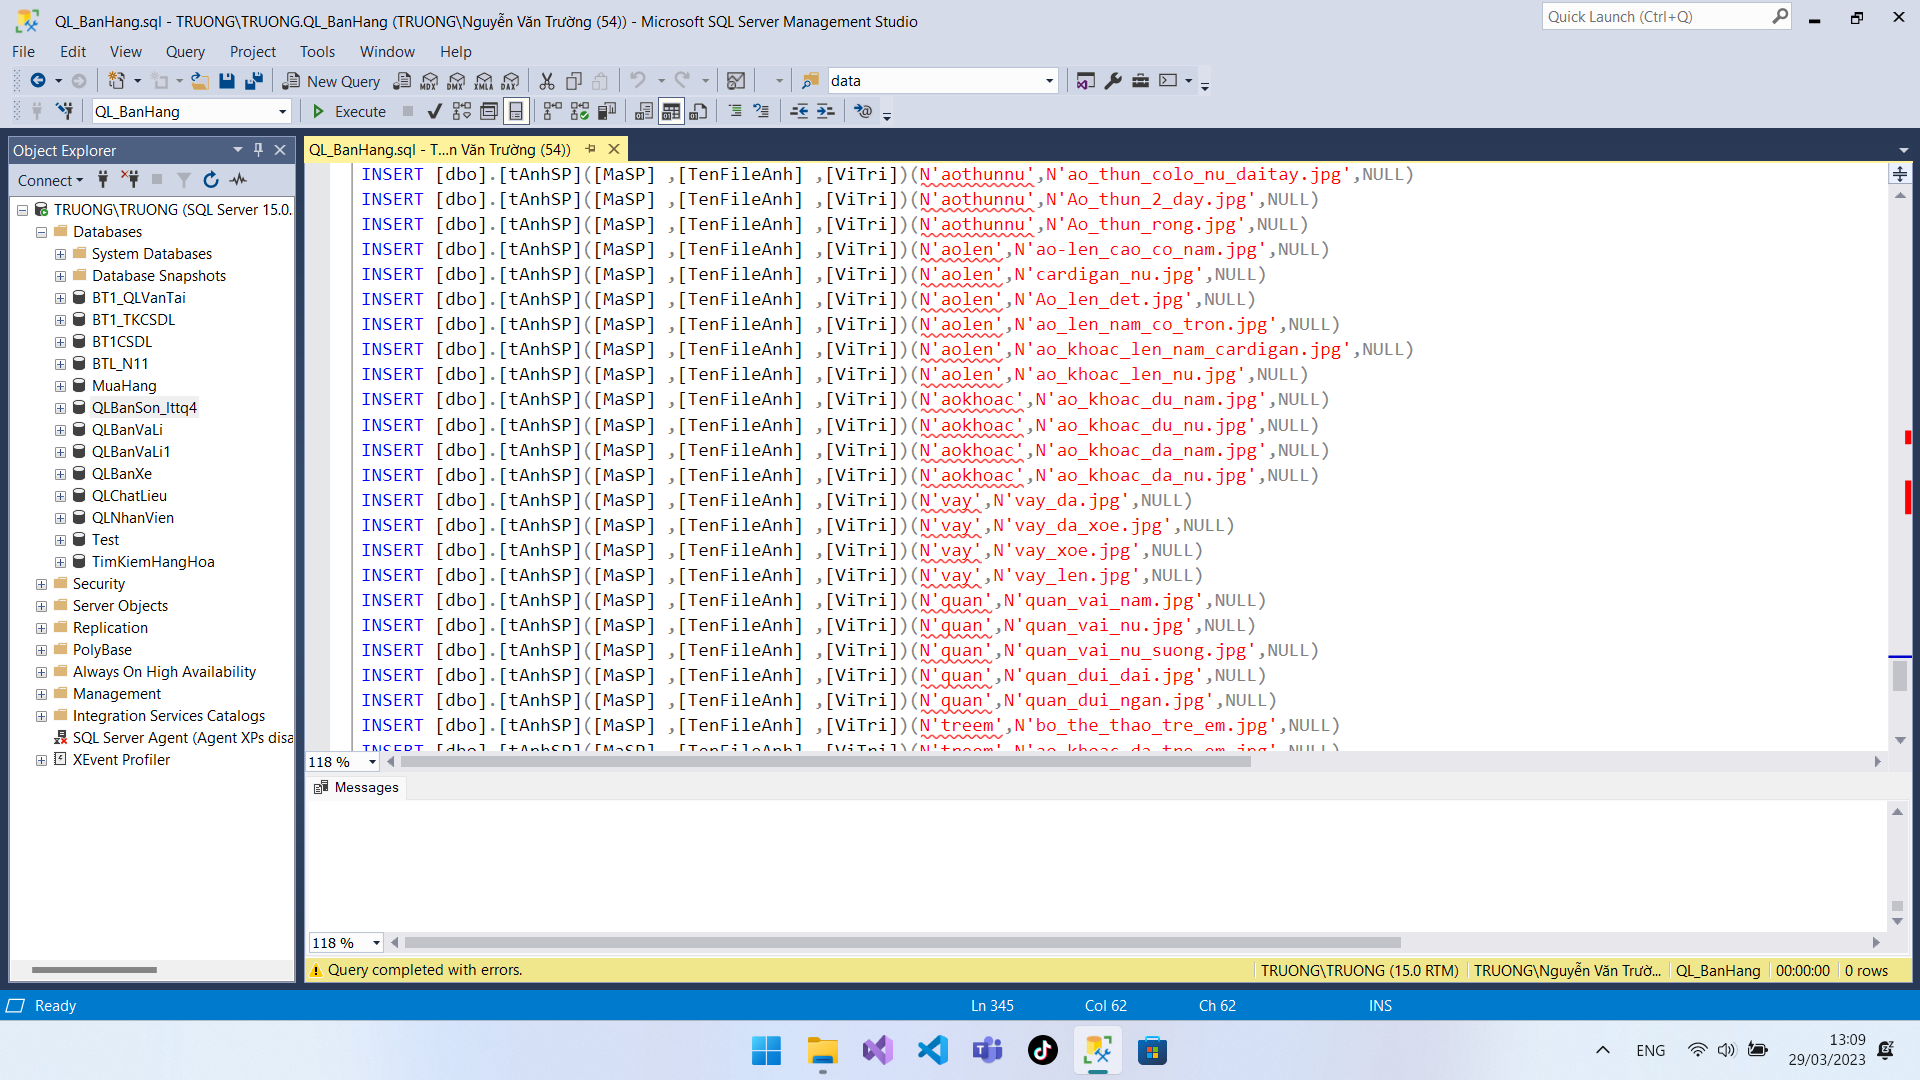 QL_BanHang.sql - TRUONG\TRUONG.QL_BanHang (TRUONG\Nguyễn Văn Trường (54)) - Microsoft SQL Server Management Studio
Quick Launch (Ctrl+Q)
File Edit View Query Project Tools Window Help
New Query MDX DMX XMLA DAX data
QL_BanHang Execute
Object Explorer
QL_BanHang.sql - T...n Văn Trường (54))
Connect
TRUONG\TRUONG (SQL Server 15.0.
Databases
System Databases
Database Snapshots
BT1_QLVanTai
BT1_TKCSDL
BT1CSDL
BTL_N11
MuaHang
QLBanSon_lttq4
QLBanVaLi
QLBanVaLi1
QLBanXe
QLChatLieu
QLNhanVien
Test
TimKiemHangHoa
Security
Server Objects
Replication
PolyBase
Always On High Availability
Management
Integration Services Catalogs
SQL Server Agent (Agent XPs disa
XEvent Profiler
INSERT [dbo].[tAnhSP]([MaSP] ,[TenFileAnh] ,[ViTri])(N'aothunnu',N'ao_thun_colo_nu_daitay.jpg',NULL)
INSERT [dbo].[tAnhSP]([MaSP] ,[TenFileAnh] ,[ViTri])(N'aothunnu',N'Ao_thun_2_day.jpg',NULL)
INSERT [dbo].[tAnhSP]([MaSP] ,[TenFileAnh] ,[ViTri])(N'aothunnu',N'Ao_thun_rong.jpg',NULL)
INSERT [dbo].[tAnhSP]([MaSP] ,[TenFileAnh] ,[ViTri])(N'aolen',N'ao-len_cao_co_nam.jpg',NULL)
INSERT [dbo].[tAnhSP]([MaSP] ,[TenFileAnh] ,[ViTri])(N'aolen',N'cardigan_nu.jpg',NULL)
INSERT [dbo].[tAnhSP]([MaSP] ,[TenFileAnh] ,[ViTri])(N'aolen',N'Ao_len_det.jpg',NULL)
INSERT [dbo].[tAnhSP]([MaSP] ,[TenFileAnh] ,[ViTri])(N'aolen',N'ao_len_nam_co_tron.jpg',NULL)
INSERT [dbo].[tAnhSP]([MaSP] ,[TenFileAnh] ,[ViTri])(N'aolen',N'ao_khoac_len_nam_cardigan.jpg',NULL)
INSERT [dbo].[tAnhSP]([MaSP] ,[TenFileAnh] ,[ViTri])(N'aolen',N'ao_khoac_len_nu.jpg',NULL)
INSERT [dbo].[tAnhSP]([MaSP] ,[TenFileAnh] ,[ViTri])(N'aokhoac',N'ao_khoac_du_nam.jpg',NULL)
INSERT [dbo].[tAnhSP]([MaSP] ,[TenFileAnh] ,[ViTri])(N'aokhoac',N'ao_khoac_du_nu.jpg',NULL)
INSERT [dbo].[tAnhSP]([MaSP] ,[TenFileAnh] ,[ViTri])(N'aokhoac',N'ao_khoac_da_nam.jpg',NULL)
INSERT [dbo].[tAnhSP]([MaSP] ,[TenFileAnh] ,[ViTri])(N'aokhoac',N'ao_khoac_da_nu.jpg',NULL)
INSERT [dbo].[tAnhSP]([MaSP] ,[TenFileAnh] ,[ViTri])(N'vay',N'vay_da.jpg',NULL)
INSERT [dbo].[tAnhSP]([MaSP] ,[TenFileAnh] ,[ViTri])(N'vay',N'vay_da_xoe.jpg',NULL)
INSERT [dbo].[tAnhSP]([MaSP] ,[TenFileAnh] ,[ViTri])(N'vay',N'vay_xoe.jpg',NULL)
INSERT [dbo].[tAnhSP]([MaSP] ,[TenFileAnh] ,[ViTri])(N'vay',N'vay_len.jpg',NULL)
INSERT [dbo].[tAnhSP]([MaSP] ,[TenFileAnh] ,[ViTri])(N'quan',N'quan_vai_nam.jpg',NULL)
INSERT [dbo].[tAnhSP]([MaSP] ,[TenFileAnh] ,[ViTri])(N'quan',N'quan_vai_nu.jpg',NULL)
INSERT [dbo].[tAnhSP]([MaSP] ,[TenFileAnh] ,[ViTri])(N'quan',N'quan_vai_nu_suong.jpg',NULL)
INSERT [dbo].[tAnhSP]([MaSP] ,[TenFileAnh] ,[ViTri])(N'quan',N'quan_dui_dai.jpg',NULL)
INSERT [dbo].[tAnhSP]([MaSP] ,[TenFileAnh] ,[ViTri])(N'quan',N'quan_dui_ngan.jpg',NULL)
INSERT [dbo].[tAnhSP]([MaSP] ,[TenFileAnh] ,[ViTri])(N'treem',N'bo_the_thao_tre_em.jpg',NULL)
INSERT [dbo].[tAnhSP]([MaSP] ,[TenFileAnh] ,[ViTri])(N'treem',N'ao_khoac_da_tre_em.jpg',NULL)
118 %
Messages
118 %
Query completed with errors. TRUONG\TRUONG (15.0 RTM) TRUONG\Nguyễn Văn Trườ... QL_BanHang 00:00:00 0 rows
Ready Ln 345 Col 62 Ch 62 INS
ENG 13:09
29/03/2023